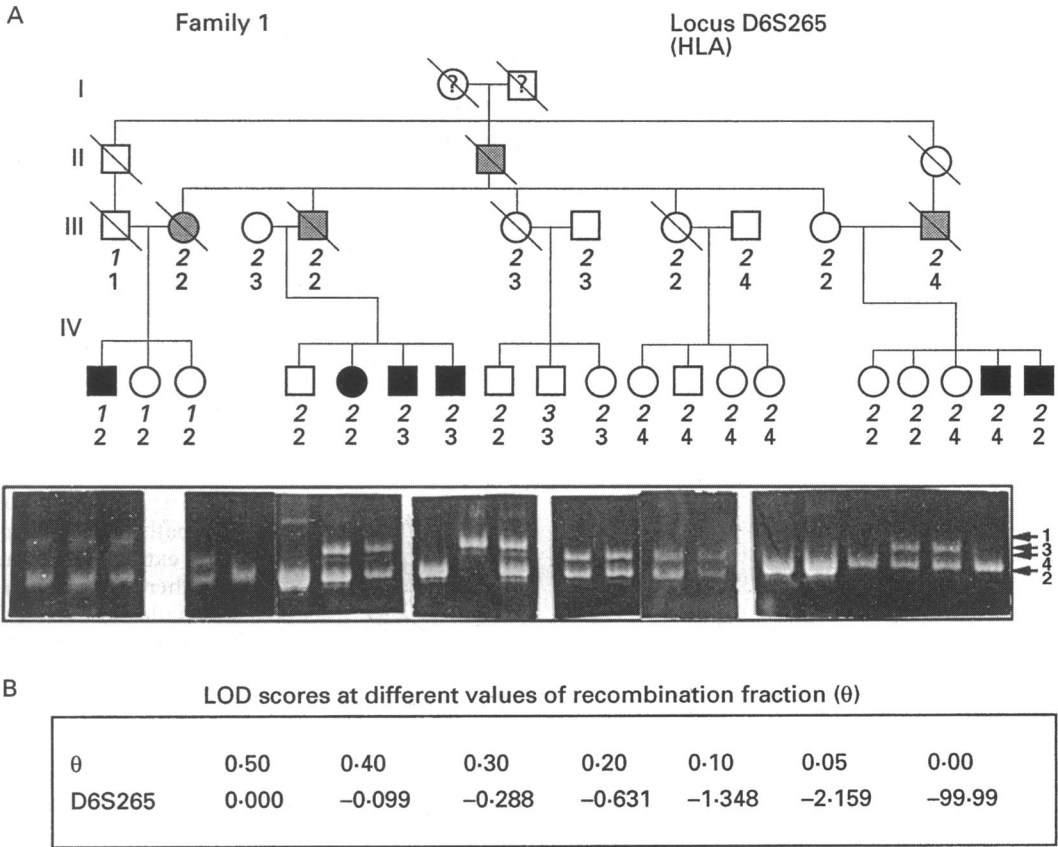 A
Family 1
Locus D6S265
(HLA)
I
? ?
II
III
1 2 2 2 2 2 2 2 2 2
1 2 3 2 3 3 2 4 2 4
IV
1 1 1 2 2 2 2 2 3 2 2 2 2 2 2 2 2 2 2
2 2 2 2 2 3 3 2 3 3 4 4 4 4 2 2 4 4 2
1
3
4
2
B
LOD scores at different values of recombination fraction (θ)
θ 0·50 0·40 0·30 0·20 0·10 0·05 0·00
D6S265 0·000 –0·099 –0·288 –0·631 –1·348 –2·159 –99·99